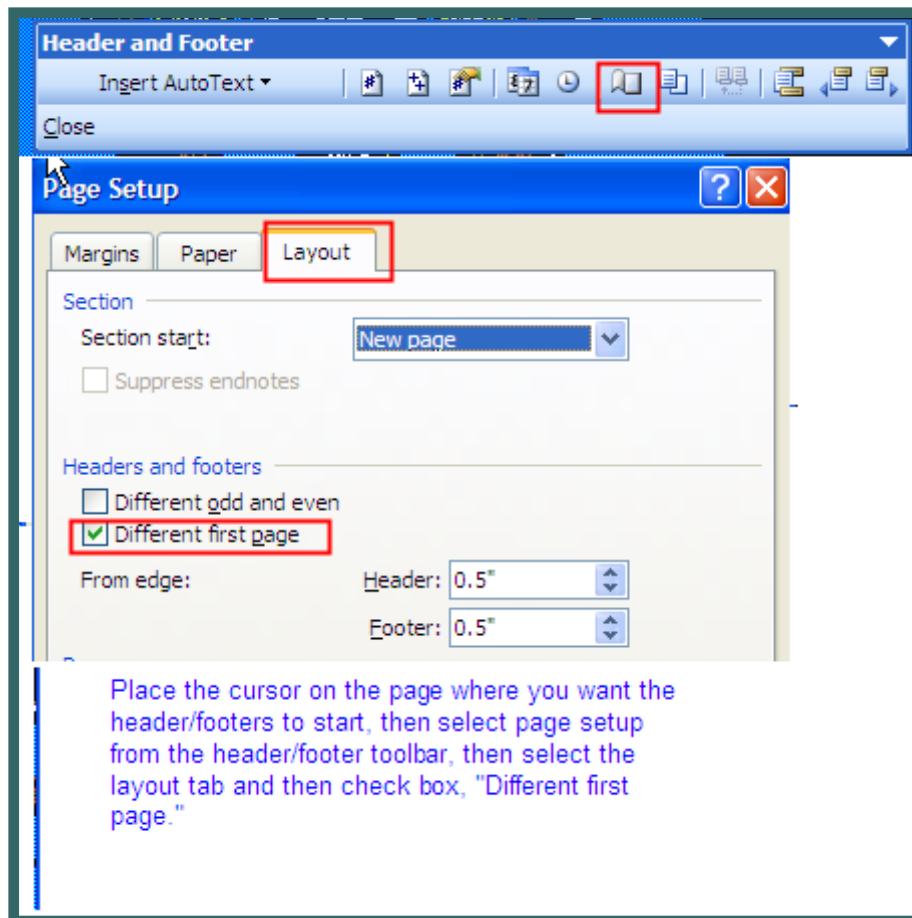 Header and Footer
Insert AutoText
Close
Page Setup
Margins Paper Layout
Section
Section start: New page
Suppress endnotes
Headers and footers
Different odd and even
Different first page
From edge: Header: 0.5"
Footer: 0.5"
Place the cursor on the page where you want the
header/footers to start, then select page setup
from the header/footer toolbar, then select the
layout tab and then check box, "Different first
page."